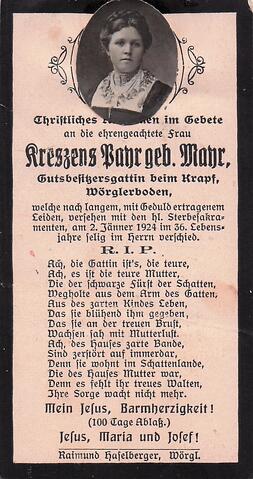 Christliches im Gebete
an die ehrengeachtete Frau
Kreszens Payr geb. Mayr,
Gutsbesitzersgattin beim Krapf,
Wörglerboden,
welche nach langem, mit Geduld ertragenem
Leiden, versehen mit den hl. Sterbesakra-
menten, am 2. Jänner 1924 im 36. Lebens-
jahre selig im Herrn verschied.
R. I. P.
Ach, die Gattin ist's, die teure,
Ach, es ist die teure Mutter,
Die der schwarze Fürst der Schatten,
Wegholte aus dem Arm des Gatten;
Aus des zarten Kindes Leben,
Das sie blühend ihm gegeben,
Das sie an der treuen Brust,
Wachsen sah mit Mutterlust.
Ach, des Hauses zarte Bande,
Sind zerstört auf immerdar,
Denn sie wohnt im Schattenlande,
Die des Hauses Mutter war,
Denn es fehlt ihr treues Walten,
Ihre Sorge wacht nicht mehr.
Mein Jesus, Barmherzigkeit!
(100 Tage Ablaß.)
Jesus, Maria und Josef!
Raimund Haselberger, Wörgl.